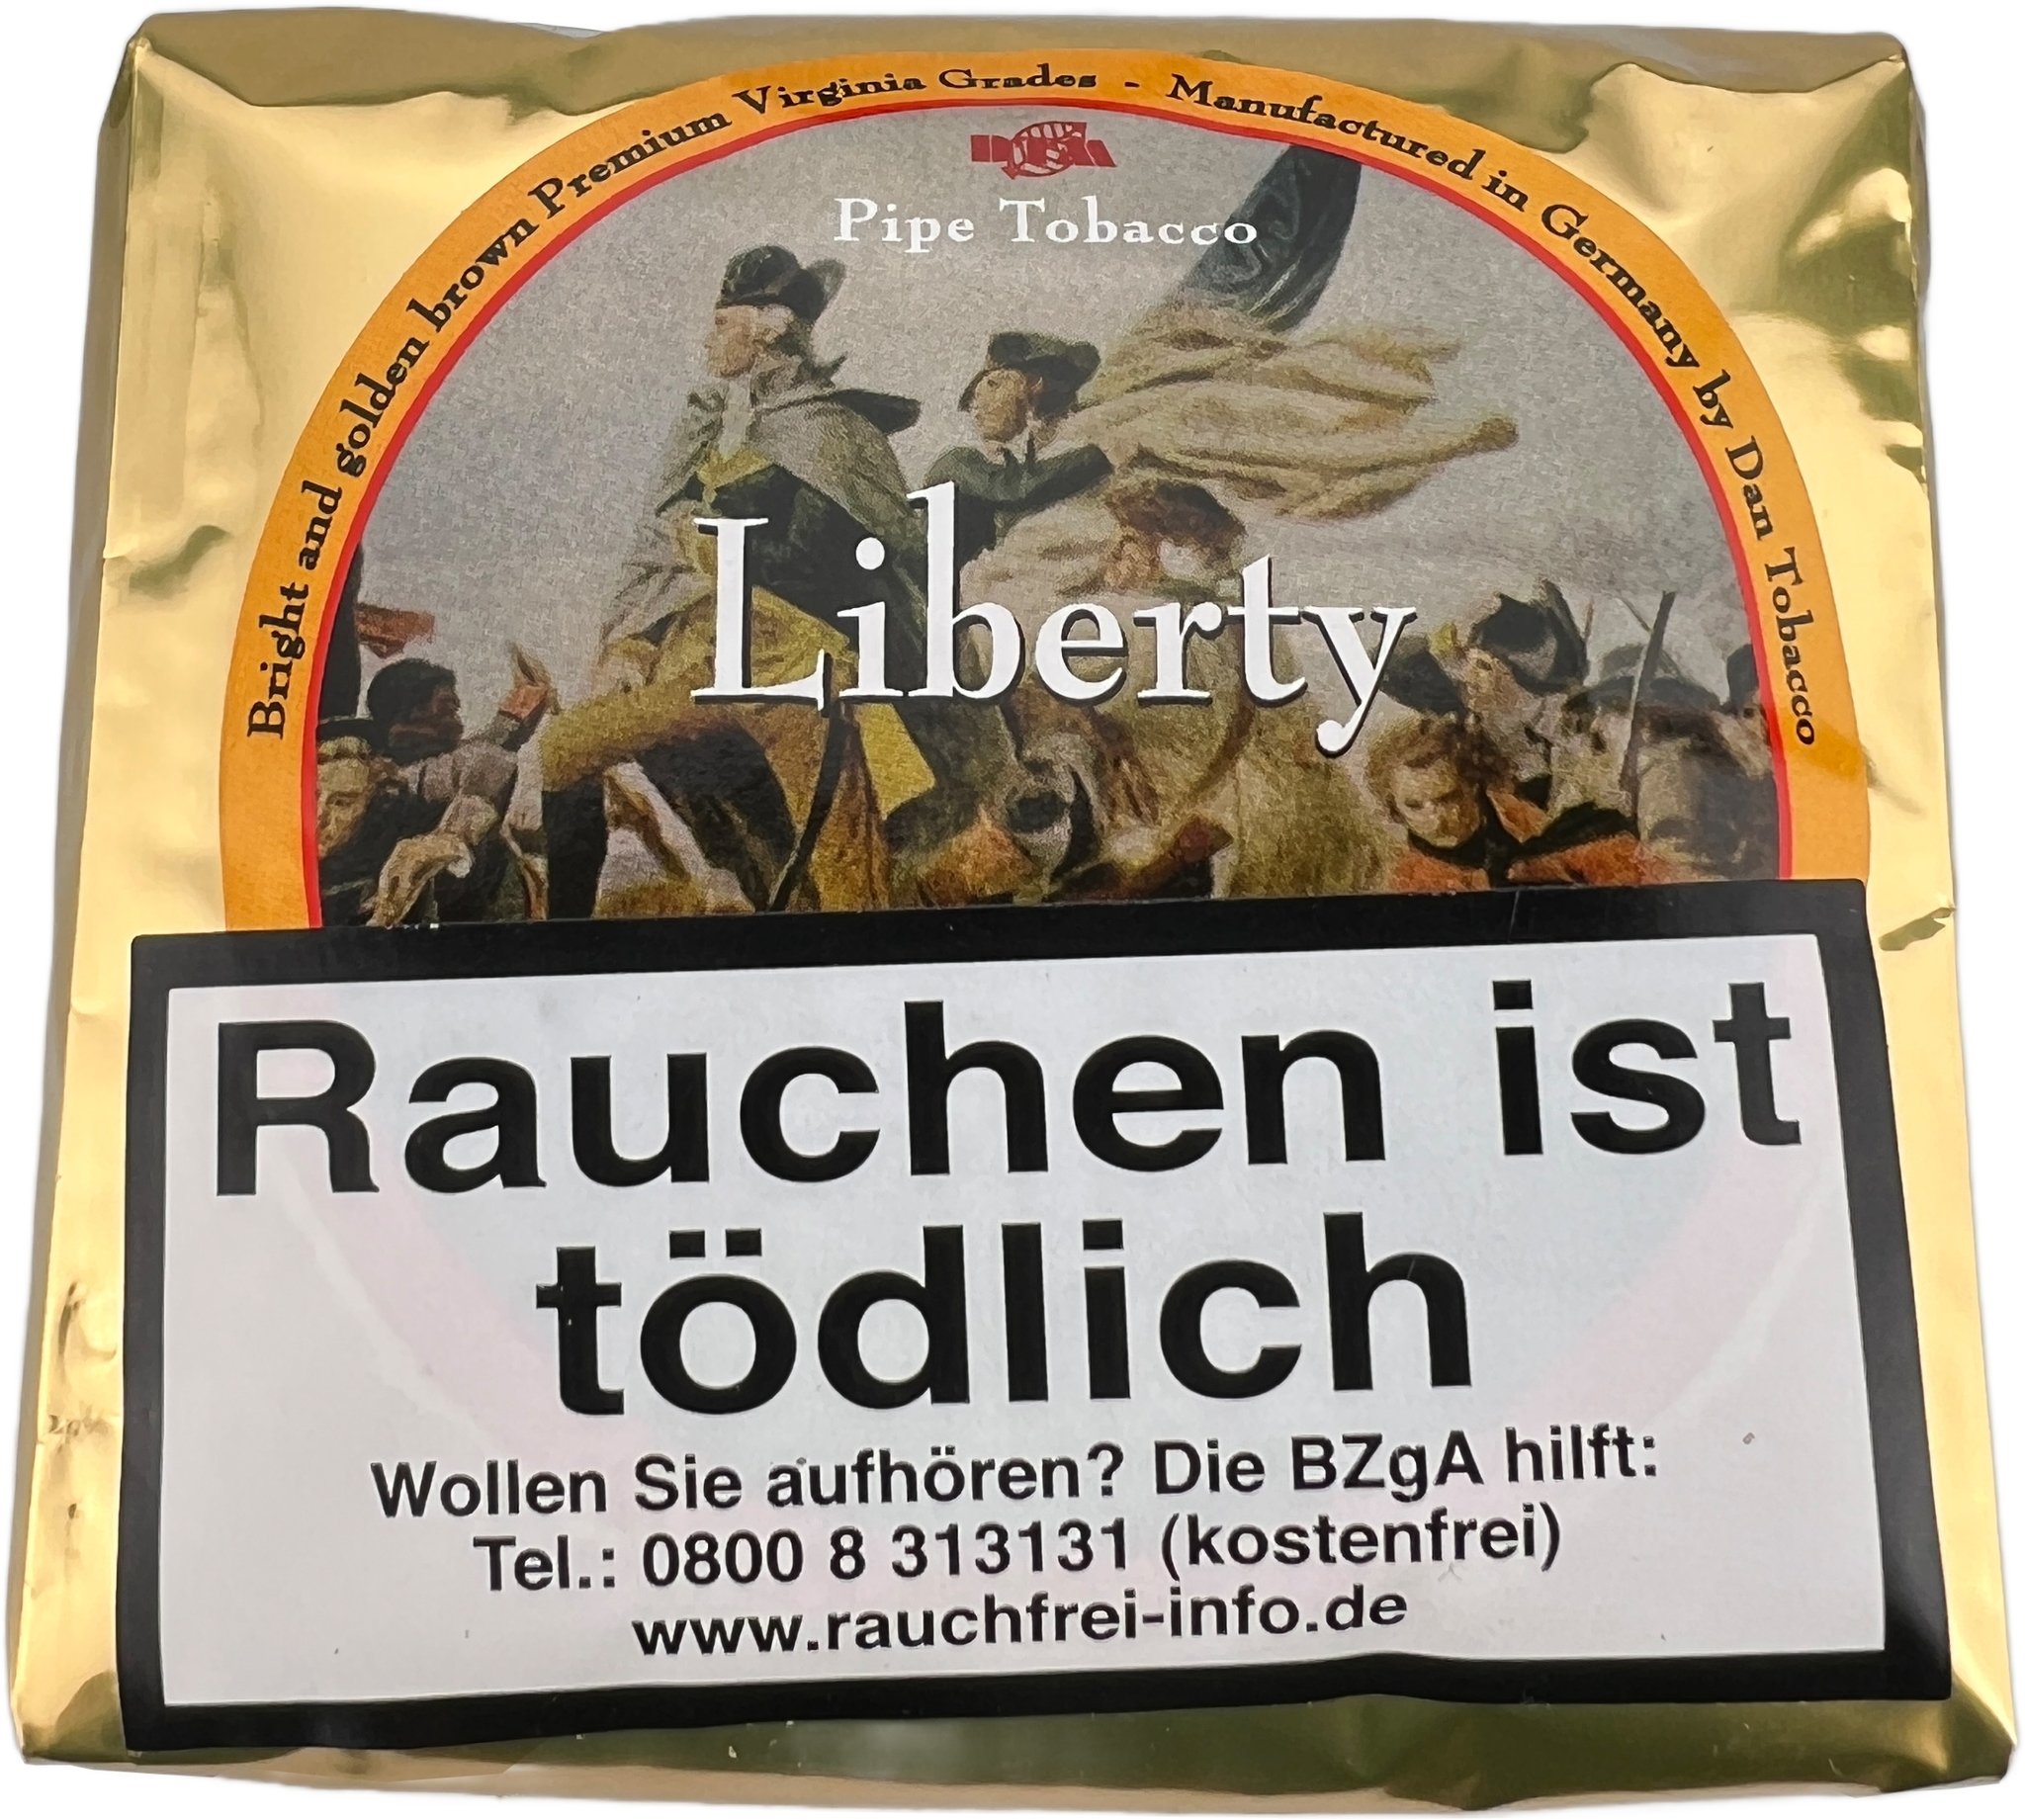 Bright and golden brown Premium Virginia Grades - Manufactured in Germany by Dan Tobacco
Pipe Tobacco
Liberty
Rauchen ist
tödlich
Wollen Sie aufhören? Die BZgA hilft:
Tel.: 0800 8 313131 (kostenfrei)
www.rauchfrei-info.de